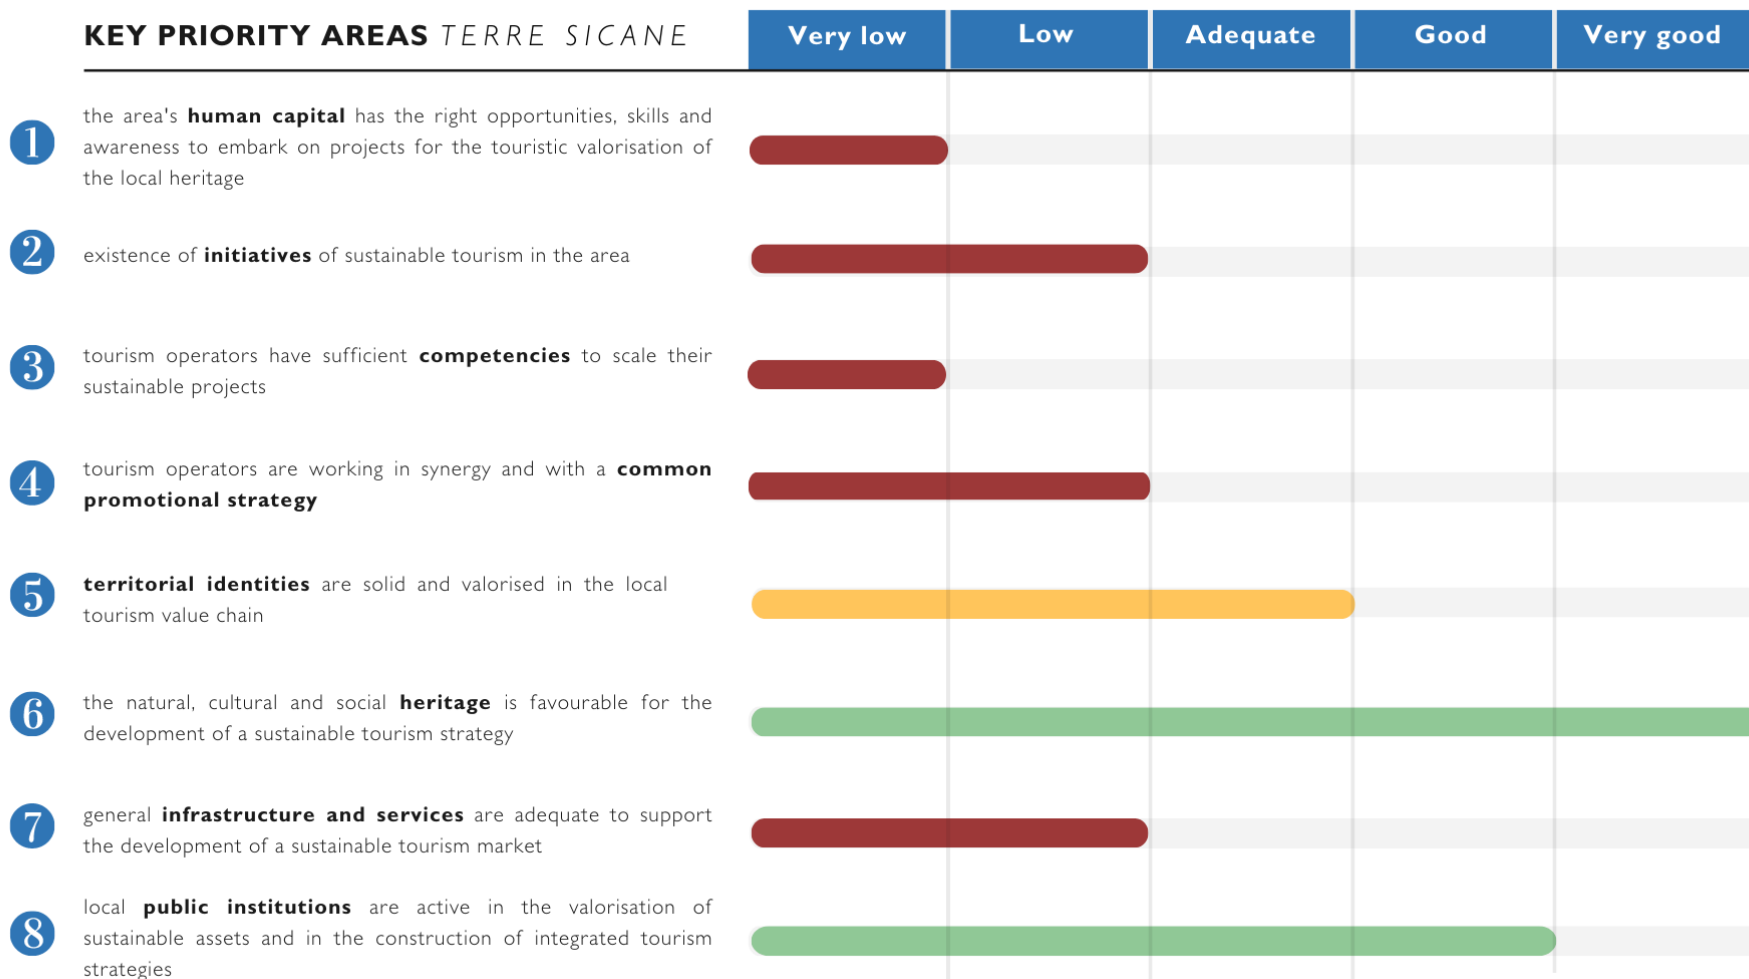 KEY PRIORITY AREAS TERRE SICANE
Very low
Low
Adequate
Good
Very good
1
the area's human capital has the right opportunities, skills and
awareness to embark on projects for the touristic valorisation of
the local heritage
2
existence of initiatives of sustainable tourism in the area
3
tourism operators have sufficient competencies to scale their
sustainable projects
4
tourism operators are working in synergy and with a common
promotional strategy
5
territorial identities are solid and valorised in the local
tourism value chain
6
the natural, cultural and social heritage is favourable for the
development of a sustainable tourism strategy
7
general infrastructure and services are adequate to support
the development of a sustainable tourism market
8
local public institutions are active in the valorisation of
sustainable assets and in the construction of integrated tourism
strategies